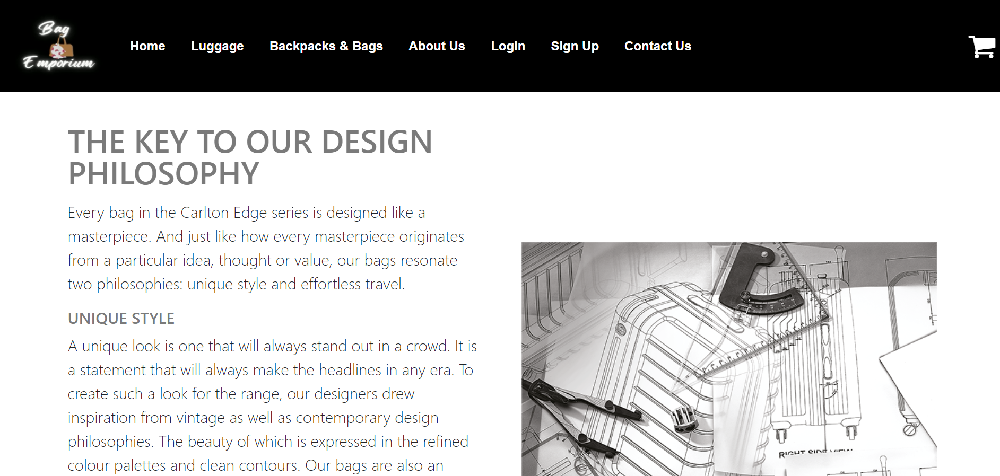 Bag
Emporium
Home Luggage Backpacks & Bags About Us Login Sign Up Contact Us
THE KEY TO OUR DESIGN
PHILOSOPHY
Every bag in the Carlton Edge series is designed like a
masterpiece. And just like how every masterpiece originates
from a particular idea, thought or value, our bags resonate
two philosophies: unique style and effortless travel.
UNIQUE STYLE
A unique look is one that will always stand out in a crowd. It is
a statement that will always make the headlines in any era. To
create such a look for the range, our designers drew
inspiration from vintage as well as contemporary design
philosophies. The beauty of which is expressed in the refined
colour palettes and clean contours. Our bags are also an
RIGHT SIDE VIEW